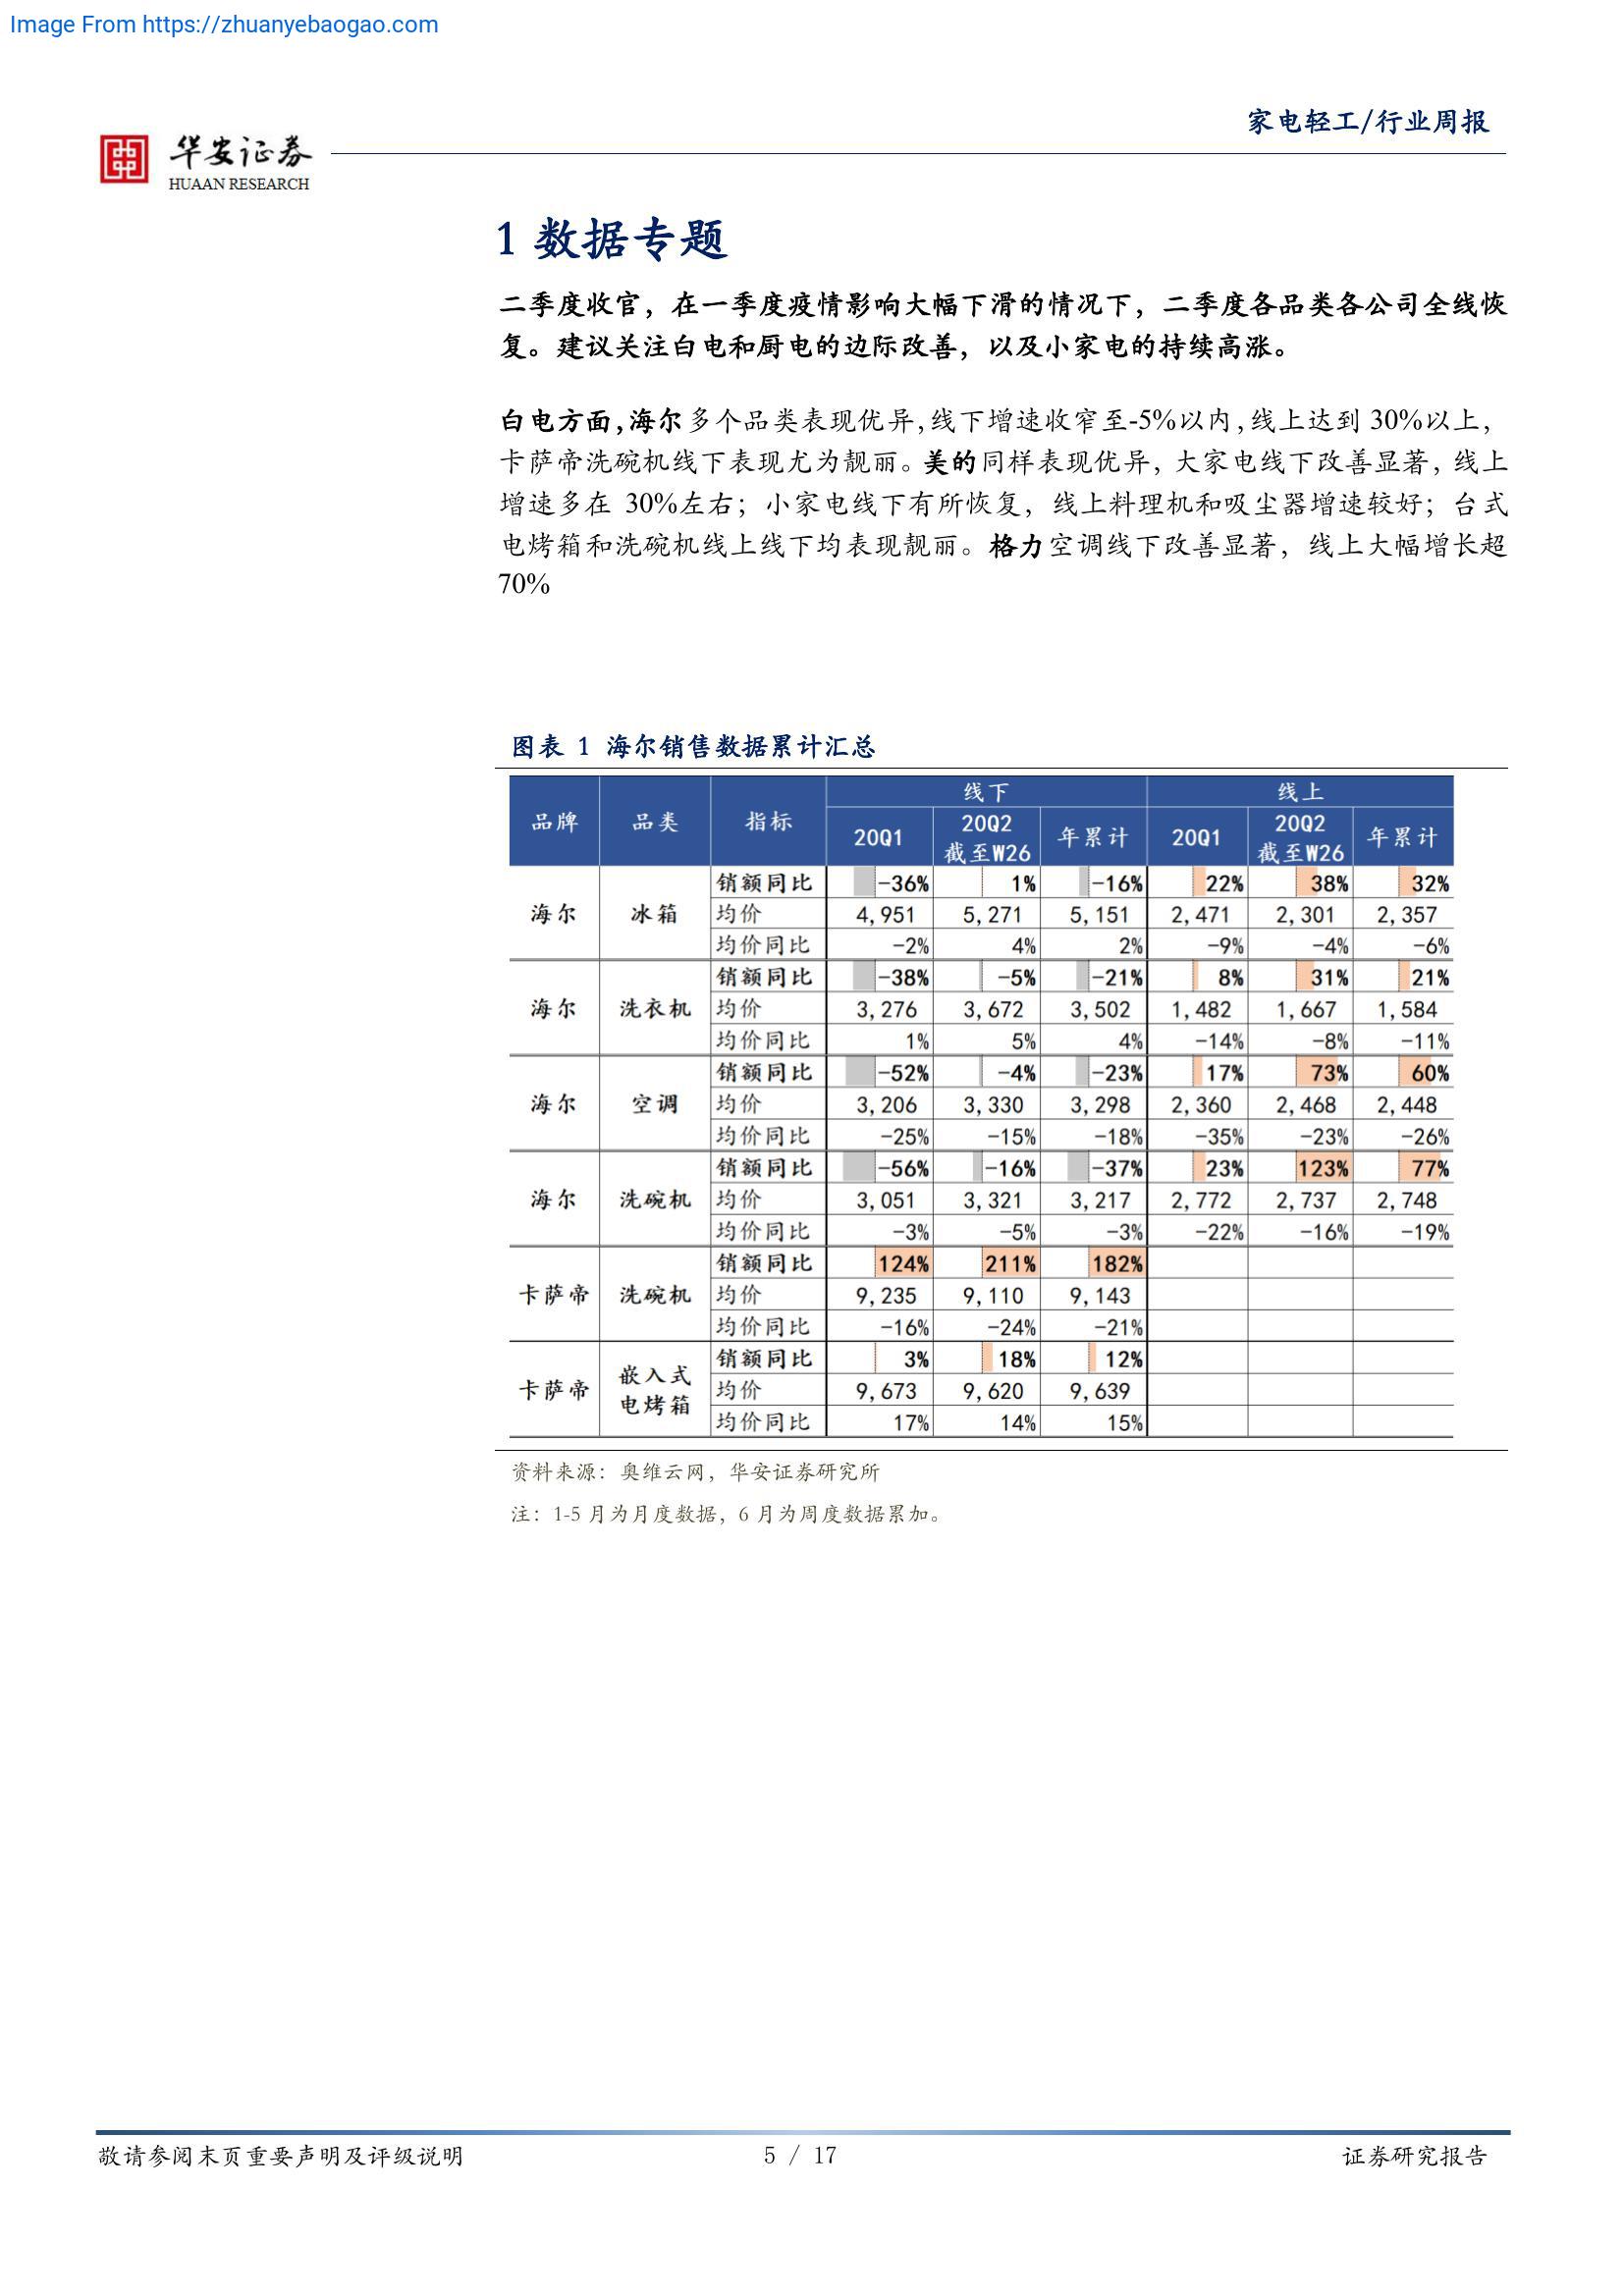 Image From https://zhuanyebaogao.com
家电轻工/行业周报
华安证券
HUAAN RESEARCH
1 数据专题
二季度收官，在一季度疫情影响大幅下滑的情况下，二季度各品类各公司全线恢
复。建议关注白电和厨电的边际改善，以及小家电的持续高涨。
白电方面，海尔多个品类表现优异，线下增速收窄至-5%以内，线上达到 30%以上，
卡萨帝洗碗机线下表现尤为靓丽。美的同样表现优异，大家电线下改善显著，线上
增速多在 30%左右；小家电线下有所恢复，线上料理机和吸尘器增速较好；台式
电烤箱和洗碗机线上线下均表现靓丽。格力空调线下改善显著，线上大幅增长超
70%
图表 1 海尔销售数据累计汇总
品牌 品类 指标 线下 线上
20Q1 20Q2 截至W26 年累计 20Q1 20Q2 截至W26 年累计
海尔 冰箱 销额同比 -36% 1% -16% 22% 38% 32%
均价 4,951 5,271 5,151 2,471 2,301 2,357
均价同比 -2% 4% 2% -9% -4% -6%
海尔 洗衣机 销额同比 -38% -5% -21% 8% 31% 21%
均价 3,276 3,672 3,502 1,482 1,667 1,584
均价同比 1% 5% 4% -14% -8% -11%
海尔 空调 销额同比 -52% -4% -23% 17% 73% 60%
均价 3,206 3,330 3,298 2,360 2,468 2,448
均价同比 -25% -15% -18% -35% -23% -26%
海尔 洗碗机 销额同比 -56% -16% -37% 23% 123% 77%
均价 3,051 3,321 3,217 2,772 2,737 2,748
均价同比 -3% -5% -3% -22% -16% -19%
卡萨帝 洗碗机 销额同比 124% 211% 182%
均价 9,235 9,110 9,143
均价同比 -16% -24% -21%
卡萨帝 嵌入式电烤箱 销额同比 3% 18% 12%
均价 9,673 9,620 9,639
均价同比 17% 14% 15%
资料来源：奥维云网，华安证券研究所
注：1-5 月为月度数据，6 月为周度数据累加。
敬请参阅末页重要声明及评级说明 5 / 17 证券研究报告